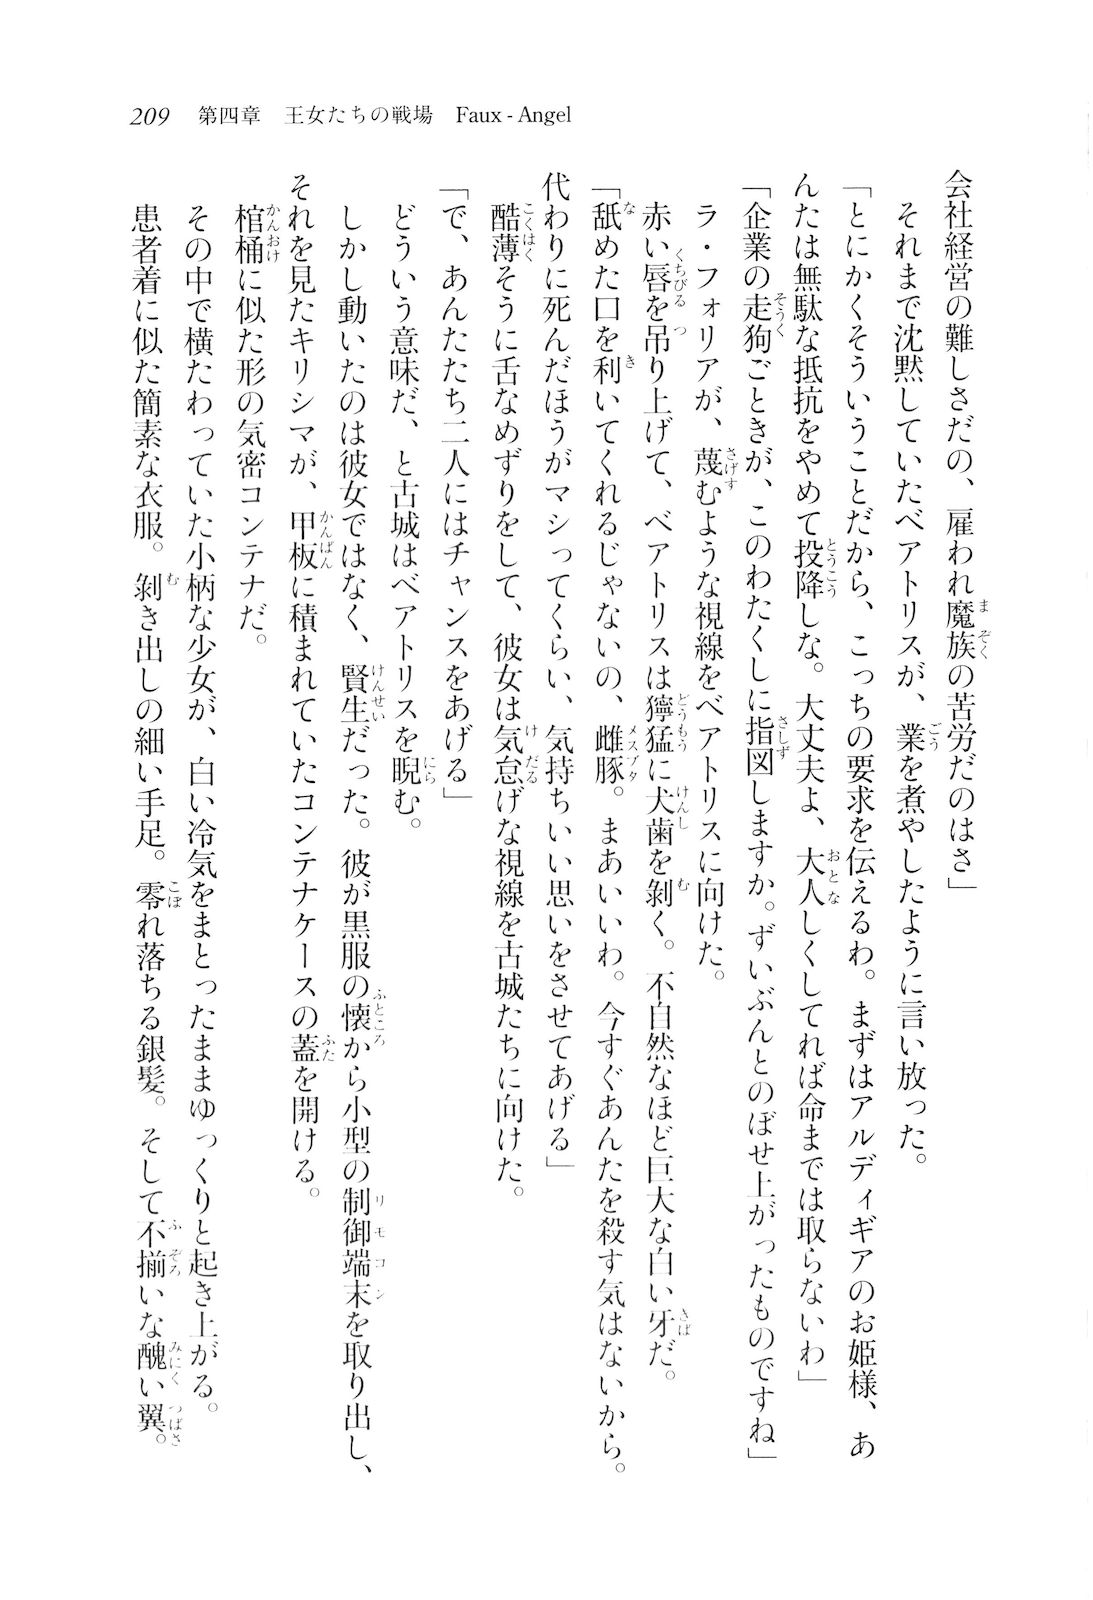 209 第四章 王女たちの戦場 Faux - Angel
会社経営の難しさだの、雇われ魔族の苦労だのはさ」
それまで沈黙していたベアトリスが、業を煮やしたように言い放った。
「とにかくそういうことだから、こっちの要求を伝えるわ。まずはアルディギアのお姫様、あ
んたは無駄な抵抗をやめて投降しな。大丈夫よ、大人しくしてれば命までは取らないわ」
「企業の走狗ごときが、このわたくしに指図しますか。ずいぶんとのぼせ上がったものですね」
ラ・フォリアが、蔑むような視線をベアトリスに向けた。
赤い唇を吊り上げて、ベアトリスは獰猛に犬歯を剝く。不自然なほど巨大な白い牙だ。
「舐めた口を利いてくれるじゃないの、雌豚。まあいいわ。今すぐあんたを殺す気はないから。
代わりに死んだほうがマシってくらい、気持ちいい思いをさせてあげる」
酷薄そうに舌なめずりをして、彼女は気怠げな視線を古城たちに向けた。
「で、あんたたち二人にはチャンスをあげる」
どういう意味だ、と古城はベアトリスを睨む。
しかし動いたのは彼女ではなく、賢生だった。彼が黒服の懐から小型の制御端末を取り出し、
それを見たキリシマが、甲板に積まれていたコンテナケースの蓋を開ける。
棺桶に似た形の気密コンテナだ。
その中で横たわっていた小柄な少女が、白い冷気をまとったままゆっくりと起き上がる。
患者着に似た簡素な衣服。剝き出しの細い手足。零れ落ちる銀髪。そして不揃いな醜い翼。